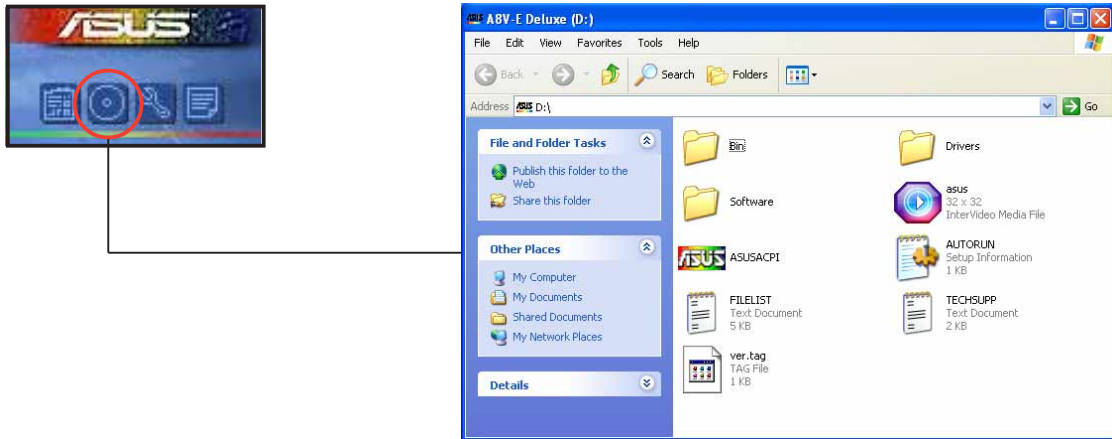 ASUS
ASUS A8V-E Deluxe (D:)
File Edit View Favorites Tools Help
Back Search Folders
Address ASUS D:\ Go
File and Folder Tasks
Publish this folder to the
Web
Share this folder
Other Places
My Computer
My Documents
Shared Documents
My Network Places
Details
Bin
Drivers
Software
asus
32 x 32
InterVideo Media File
ASUS ASUSACPI
AUTORUN
Setup Information
1 KB
FILELIST
Text Document
5 KB
TECHSUPP
Text Document
2 KB
ver.tag
TAG File
1 KB